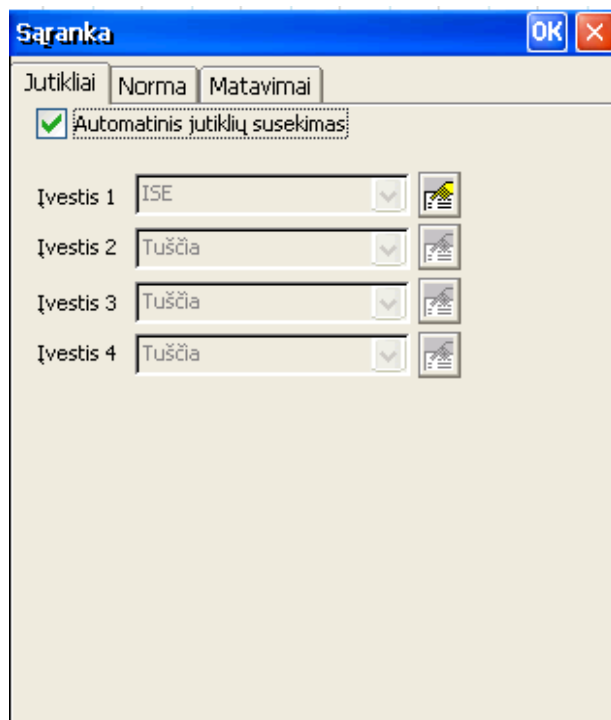 Sąranka OK
Jutikliai Norma Matavimai
Automatinis jutiklių susekimas
Įvestis 1 ISE
Įvestis 2 Tuščia
Įvestis 3 Tuščia
Įvestis 4 Tuščia